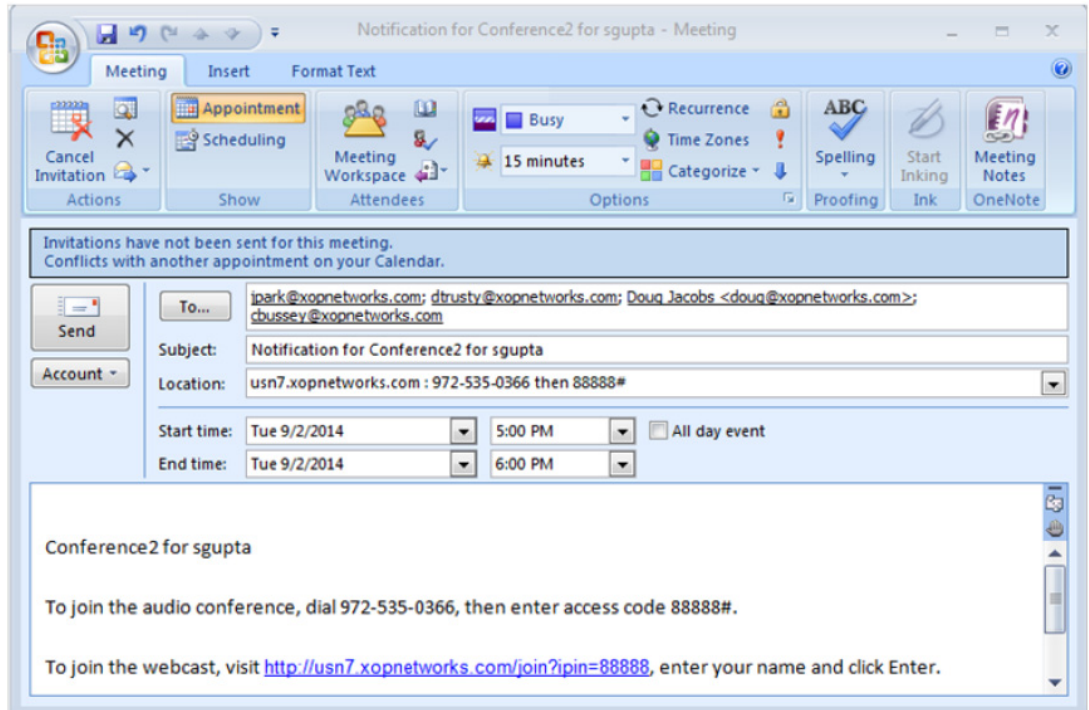 Notification for Conference2 for sgupta - Meeting
Meeting Insert Format Text
Cancel Invitation
Actions
Appointment
Scheduling
Show
Meeting Workspace
Attendees
Busy
15 minutes
Recurrence
Time Zones
Categorize
Options
ABC
Spelling
Proofing
Start Inking
Ink
Meeting Notes
OneNote
Invitations have not been sent for this meeting.
Conflicts with another appointment on your Calendar.
Send
Account
To... jpark@xopnetworks.com; dtrusty@xopnetworks.com; Doug Jacobs <doug@xopnetworks.com>;
cbussey@xopnetworks.com
Subject: Notification for Conference2 for sgupta
Location: usn7.xopnetworks.com : 972-535-0366 then 88888#
Start time: Tue 9/2/2014 5:00 PM All day event
End time: Tue 9/2/2014 6:00 PM
Conference2 for sgupta
To join the audio conference, dial 972-535-0366, then enter access code 88888#.
To join the webcast, visit http://usn7.xopnetworks.com/join?ipin=88888, enter your name and click Enter.